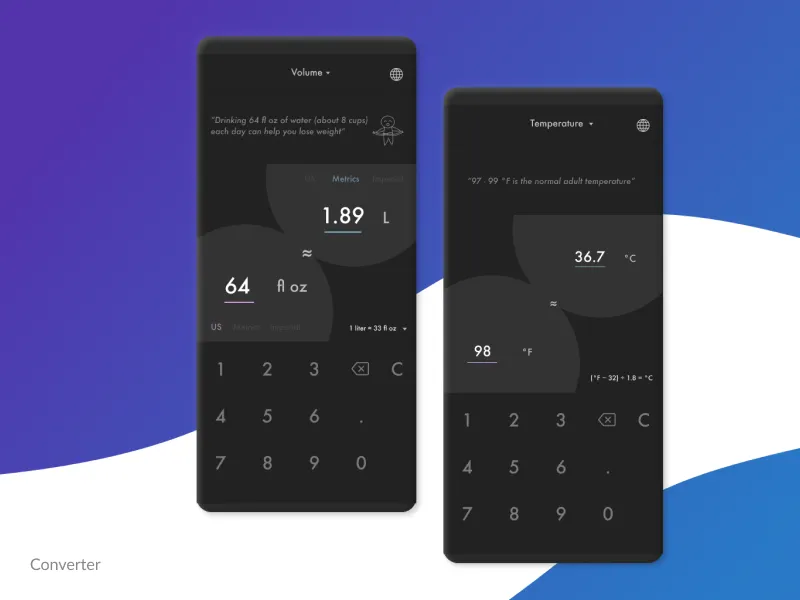 Volume
"Drinking 64 fl oz of water (about 8 cups)
each day can help you lose weight"
US Metrics Imperial
1.89 L
≈
64 fl oz
US Metrics Imperial
1 liter ≈ 33 fl oz
1 2 3 C
4 5 6 .
7 8 9 0
Temperature
"97 - 99 °F is the normal adult temperature"
36.7 °C
≈
98 °F
(°F − 32) ÷ 1.8 = °C
1 2 3 C
4 5 6 .
7 8 9 0
Converter